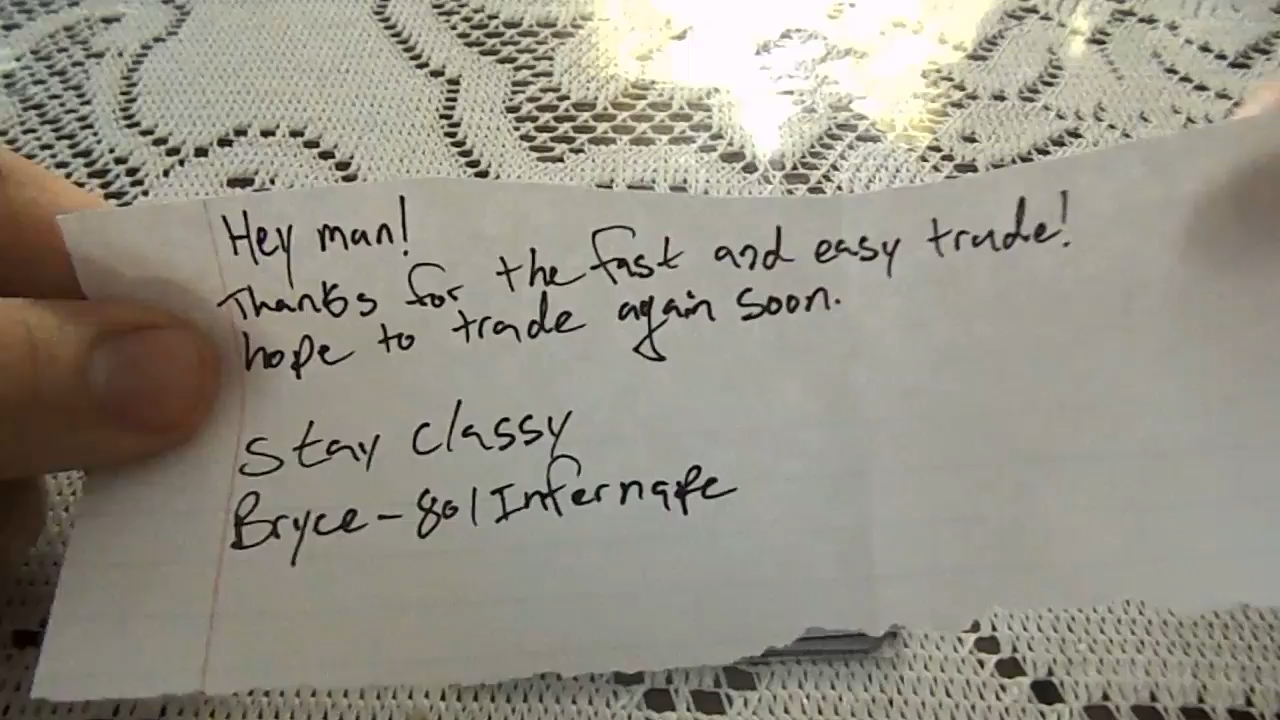 Hey man!
Thanks for the fast and easy trade!
hope to trade again soon.
Stay classy
Bryce-801Infernape